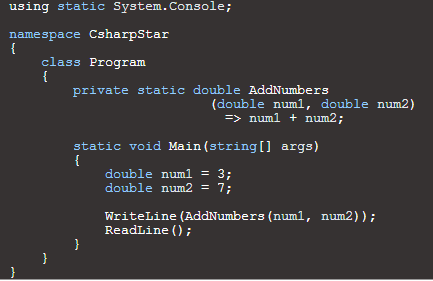 using static System.Console;
namespace CsharpStar
{
    class Program
    {
        private static double AddNumbers
                         (double num1, double num2)
                           => num1 + num2;
        static void Main(string[] args)
        {
            double num1 = 3;
            double num2 = 7;
            WriteLine(AddNumbers(num1, num2));
            ReadLine();
        }
    }
}